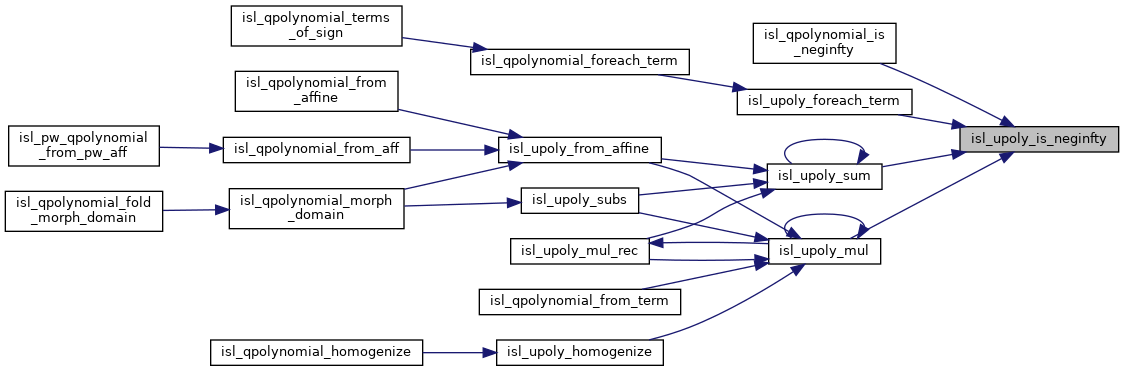 isl_qpolynomial_terms
_of_sign
isl_qpolynomial_is
_neginfty
isl_qpolynomial_foreach_term
isl_qpolynomial_from
_affine
isl_upoly_foreach_term
isl_pw_qpolynomial
_from_pw_aff
isl_qpolynomial_from_aff
isl_upoly_from_affine
isl_upoly_is_neginfty
isl_upoly_sum
isl_qpolynomial_fold
_morph_domain
isl_qpolynomial_morph
_domain
isl_upoly_subs
isl_upoly_mul_rec
isl_upoly_mul
isl_qpolynomial_from_term
isl_qpolynomial_homogenize
isl_upoly_homogenize